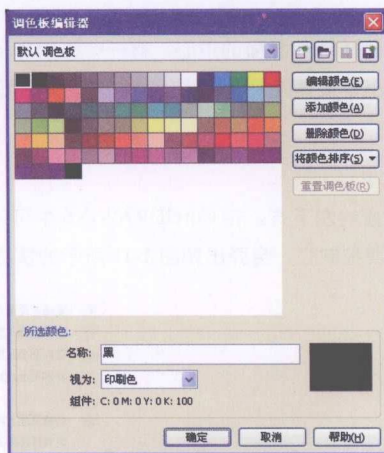 调色板编辑器
默认 调色板
编辑颜色(E)
添加颜色(A)
删除颜色(D)
将颜色排序(S)
重置调色板(R)
所选颜色:
名称: 黑
视为: 印刷色
组件: C: 0 M: 0 Y: 0 K: 100
确定 取消 帮助(H)